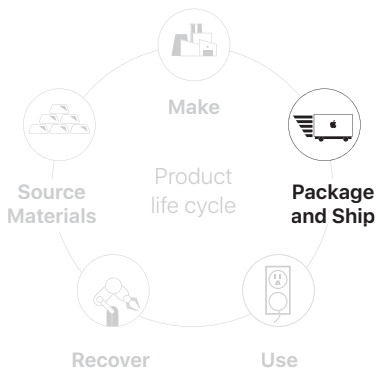 Make
Package
and Ship
Use
Recover
Source
Materials
Product
life cycle